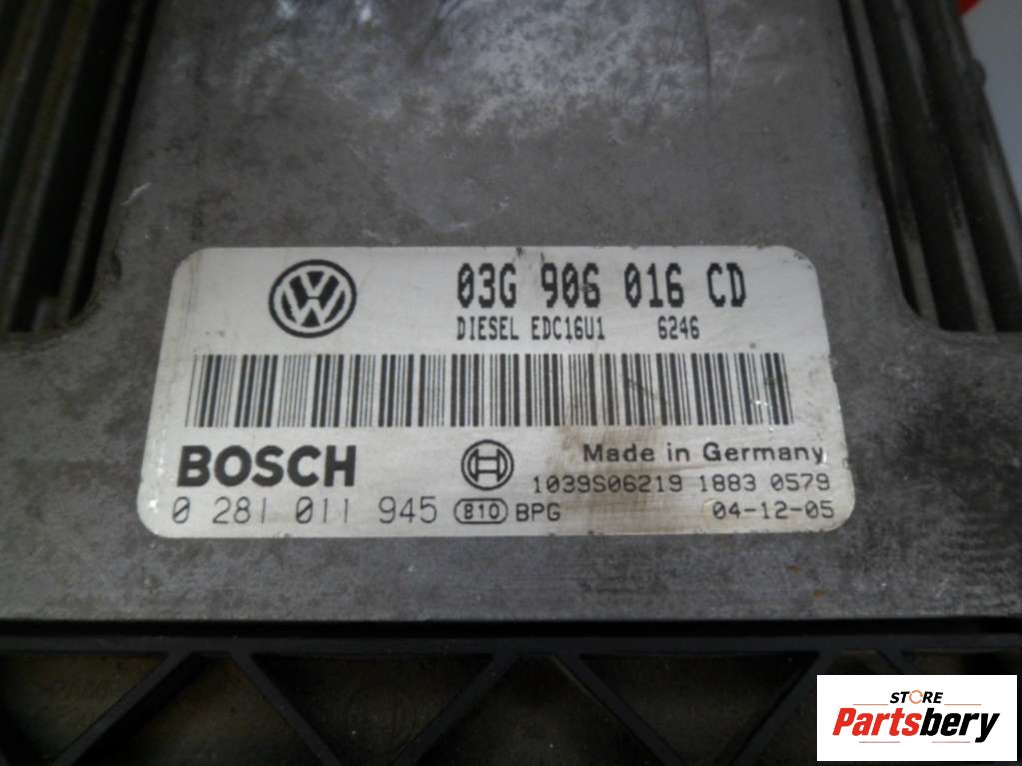 03G 906 016 CD
DIESEL EDC16U1 6246
BOSCH
Made in Germany
1039S06219 1883 0579
0 281 011 945 810 BPG 04-12-05
STORE
Partsbery